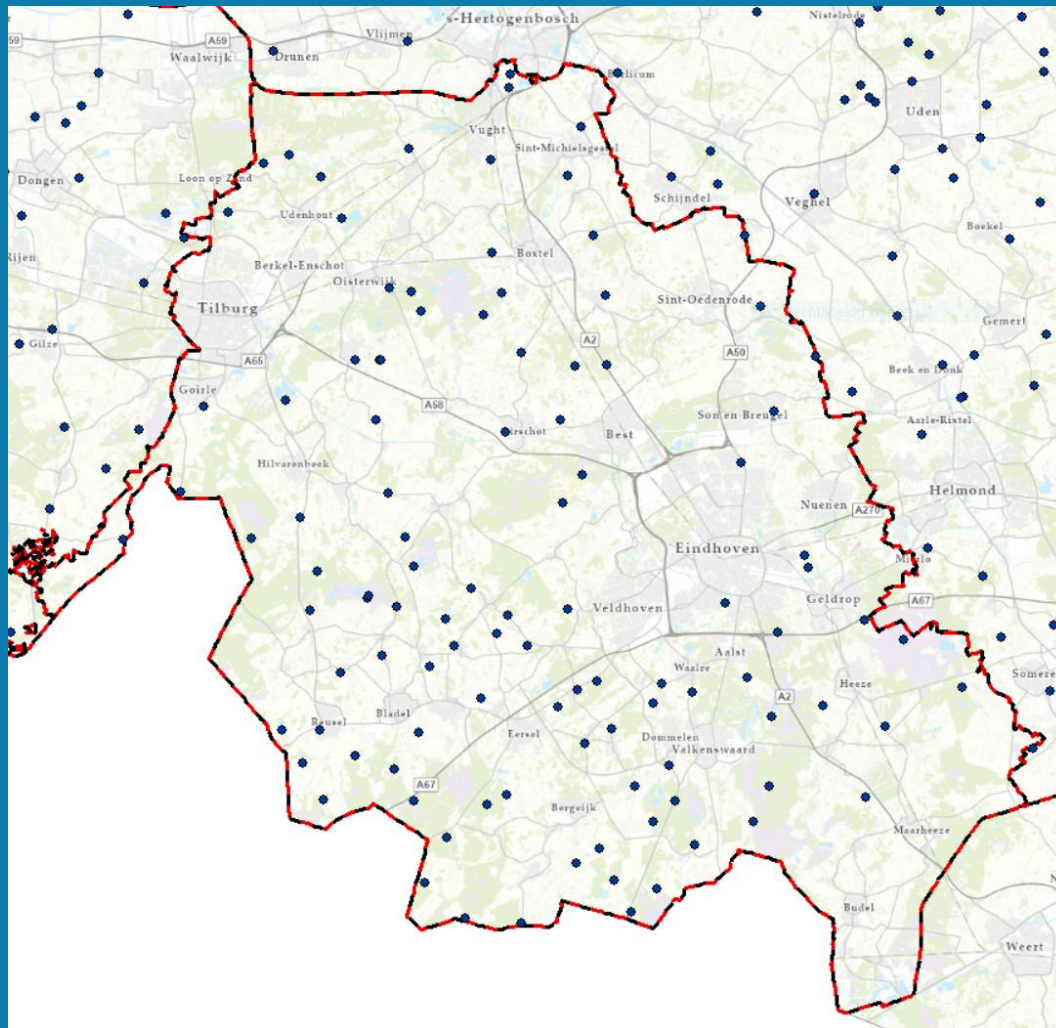 s-Hertogenbosch
Nistelrode
Vlijmen
59
A59
Waalwijk
Drunen
Uden
Vught
Sint-Michielsgestel
Dongen
Loon op Zand
Schijndel
Veghel
Udenhout
Boekel
Rijen
Berkel-Enschot
Boxtel
Oisterwijk
Tilburg
Sint-Oedenrode
Gemert
Gilze
A2
A65
A50
Beek en Donk
Goirle
A58
Son en Breugel
Aarle-Rixtel
Best
Hilvarenbeek
Helmond
Nuenen
A270
Eindhoven
Geldrop
A67
Veldhoven
Aalst
Waalre
Somere
Heeze
A2
Bladel
Reusel
Eersel
Dommelen
Valkenswaard
A67
Bergeijk
Maarheeze
Budel
Weert